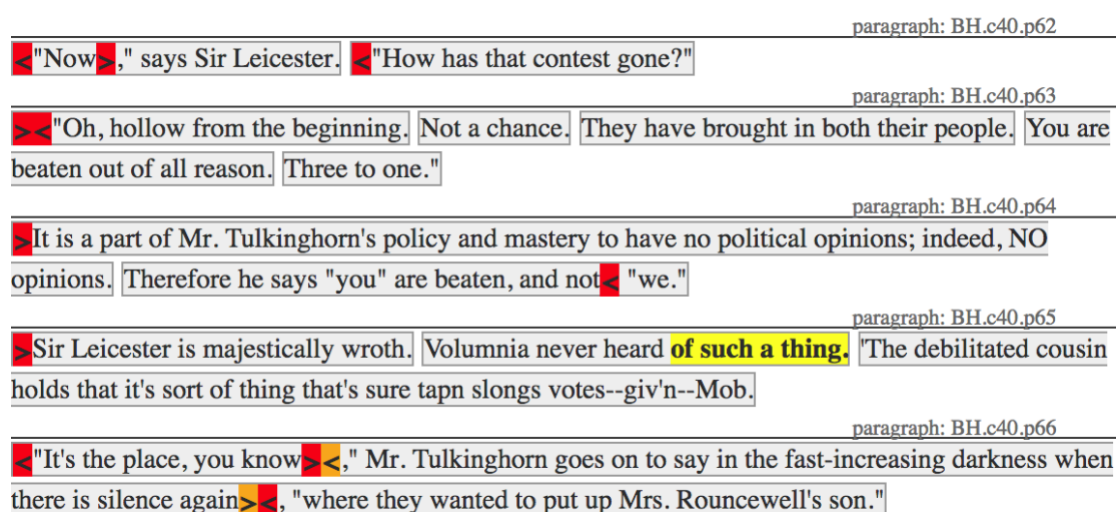 paragraph: BH.c40.p62
<"Now>," says Sir Leicester. <"How has that contest gone?"
paragraph: BH.c40.p63
><"Oh, hollow from the beginning. Not a chance. They have brought in both their people. You are
beaten out of all reason. Three to one."
paragraph: BH.c40.p64
>It is a part of Mr. Tulkinghorn's policy and mastery to have no political opinions; indeed, NO
opinions. Therefore he says "you" are beaten, and not< "we."
paragraph: BH.c40.p65
>Sir Leicester is majestically wroth. Volumnia never heard of such a thing. 'The debilitated cousin
holds that it's sort of thing that's sure tapn slongs votes--giv'n--Mob.
paragraph: BH.c40.p66
<"It's the place, you know><," Mr. Tulkinghorn goes on to say in the fast-increasing darkness when
there is silence again><, "where they wanted to put up Mrs. Rouncewell's son."